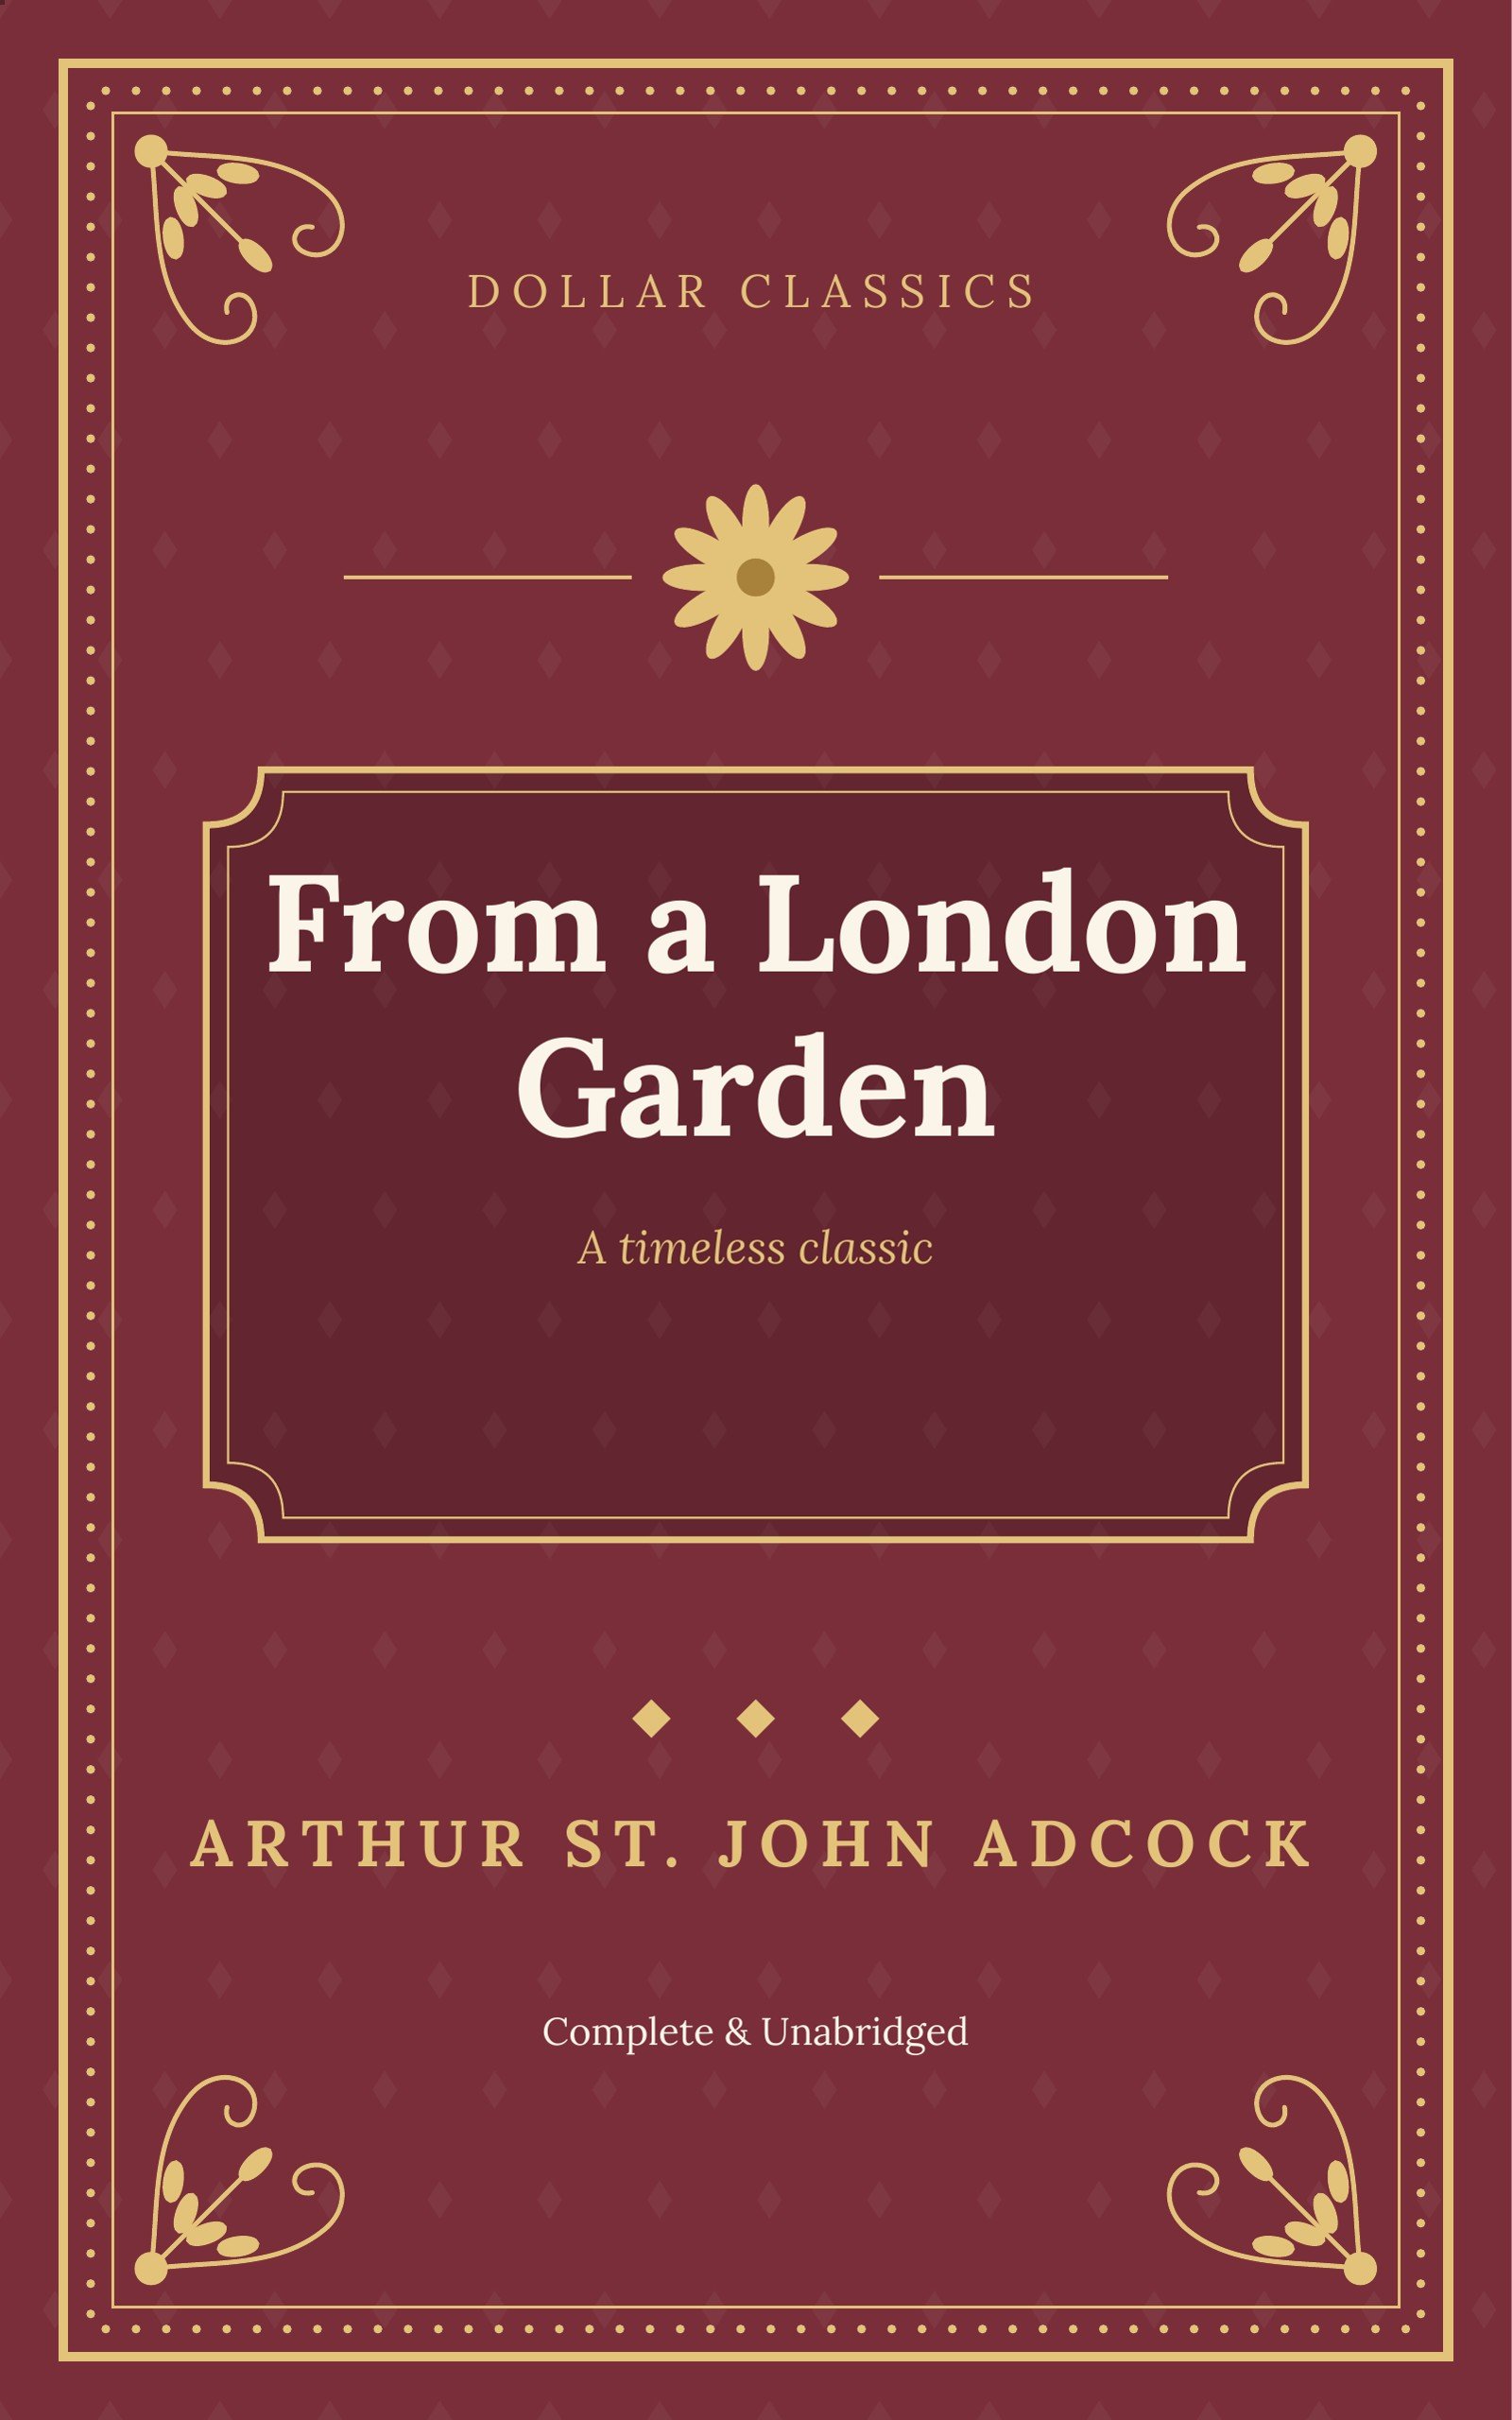 DOLLAR CLASSICS
From a London
Garden
A timeless classic
ARTHUR ST. JOHN ADCOCK
Complete & Unabridged